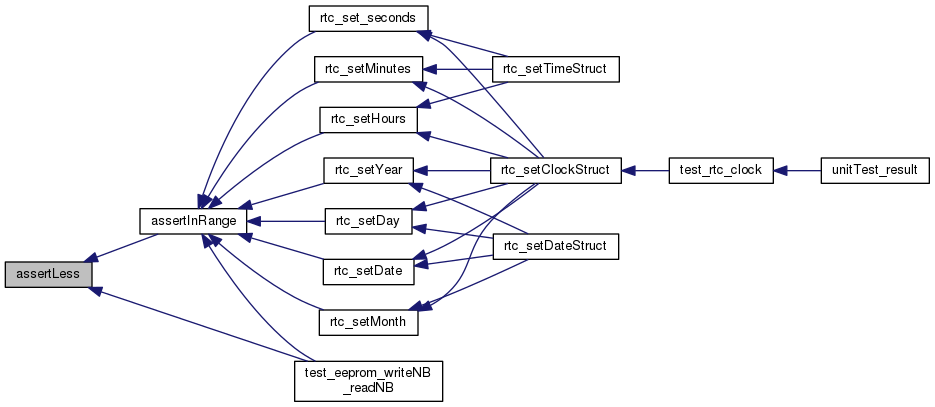 rtc_set_seconds
rtc_setTimeStruct
rtc_setMinutes
rtc_setHours
rtc_setYear
rtc_setClockStruct
test_rtc_clock
unitTest_result
assertInRange
rtc_setDay
rtc_setDateStruct
assertLess
rtc_setDate
rtc_setMonth
test_eeprom_writeNB
_readNB